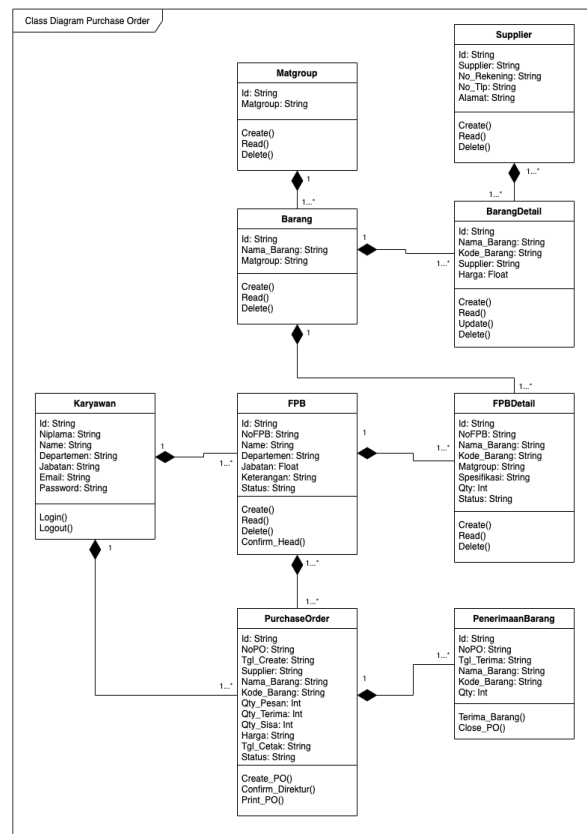 Class Diagram Purchase Order
Supplier
Id: String
Supplier: String
No_Rekening: String
No_Tlp: String
Alamat: String
Create()
Read()
Delete()
Matgroup
Id: String
Matgroup: String
Create()
Read()
Delete()
1
1...*
1...*
1...*
Barang
Id: String
Nama_Barang: String
Matgroup: String
Create()
Read()
Delete()
1
1...*
BarangDetail
Id: String
Nama_Barang: String
Kode_Barang: String
Supplier: String
Harga: Float
Create()
Read()
Update()
Delete()
1
1...*
Karyawan
Id: String
Niplama: String
Name: String
Departemen: String
Jabatan: String
Email: String
Password: String
Login()
Logout()
1
1...*
FPB
Id: String
NoFPB: String
Name: String
Departemen: String
Jabatan: Float
Keterangan: String
Status: String
Create()
Read()
Delete()
Confirm_Head()
1
1...*
FPBDetail
Id: String
NoFPB: String
Nama_Barang: String
Kode_Barang: String
Matgroup: String
Spesifikasi: String
Qty: Int
Status: String
Create()
Read()
Delete()
1
1...*
1...*
1...*
PurchaseOrder
Id: String
NoPO: String
Tgl_Create: String
Supplier: String
Nama_Barang: String
Kode_Barang: String
Qty_Pesan: Int
Qty_Terima: Int
Qty_Sisa: Int
Harga: String
Tgl_Cetak: String
Status: String
Create_PO()
Confirm_Direktur()
Print_PO()
1
1...*
PenerimaanBarang
Id: String
NoPO: String
Tgl_Terima: String
Nama_Barang: String
Kode_Barang: String
Qty: Int
Terima_Barang()
Close_PO()